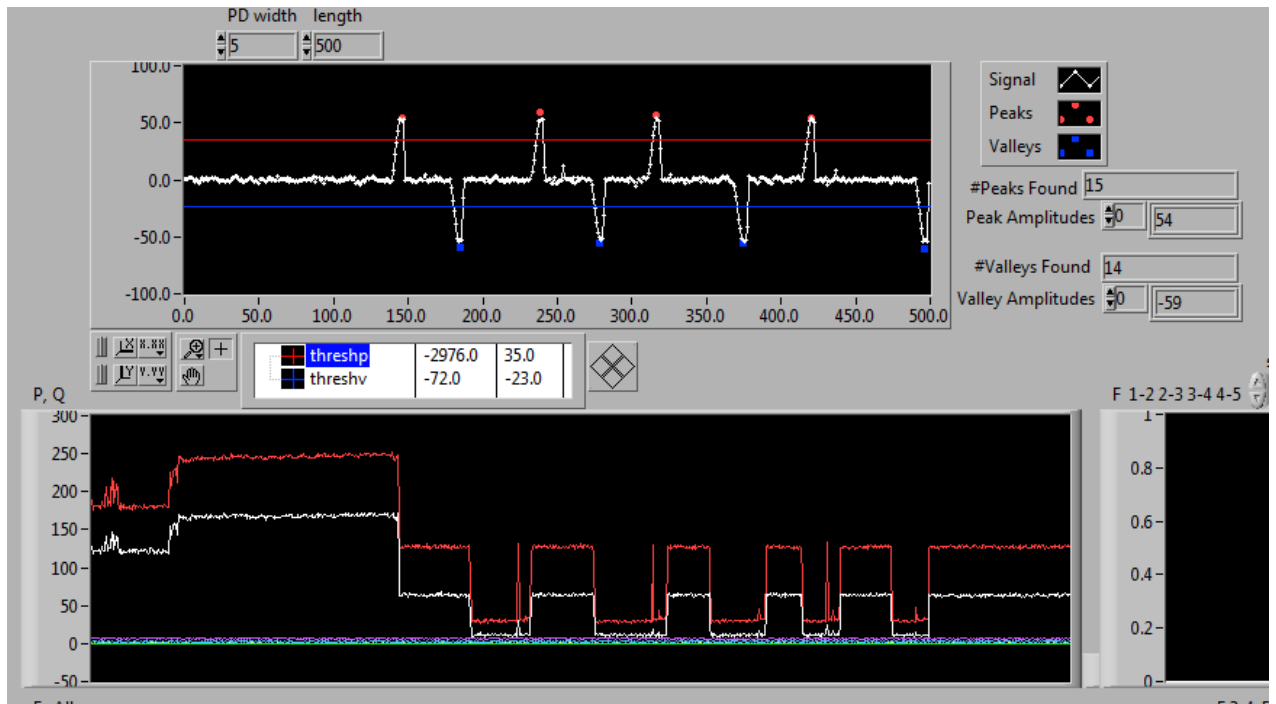 PD width length
5 500
100.0
50.0
0.0
-50.0
-100.0
0.0 50.0 100.0 150.0 200.0 250.0 300.0 350.0 400.0 450.0 500.0
Signal
Peaks
Valleys
#Peaks Found 15
Peak Amplitudes 0 54
#Valleys Found 14
Valley Amplitudes 0 -59
X 8.88
Y Y.YY
threshp -2976.0 35.0
threshv -72.0 -23.0
P, Q
300
250
200
150
100
50
0
-50
F 1-2 2-3 3-4 4-5
1
0.8
0.6
0.4
0.2
0